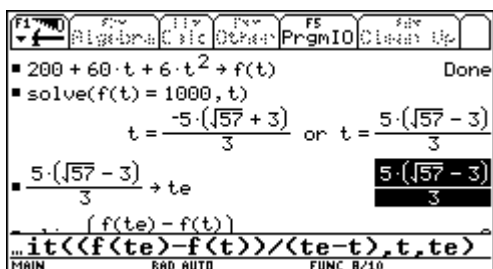 F1 Algebra Calc Other F5 PrgmIO Clean Up
▪ 200 + 60·t + 6·t² → f(t) Done
▪ solve(f(t) = 1000, t)
t = -5·(√57 + 3)/3 or t = 5·(√57 - 3)/3
▪ 5·(√57 - 3)/3 → te 5·(√57 - 3)/3
(f(te) - f(t))
…it((f(te)-f(t))/(te-t),t,te)
MAIN RAD AUTO FUNC 8/10